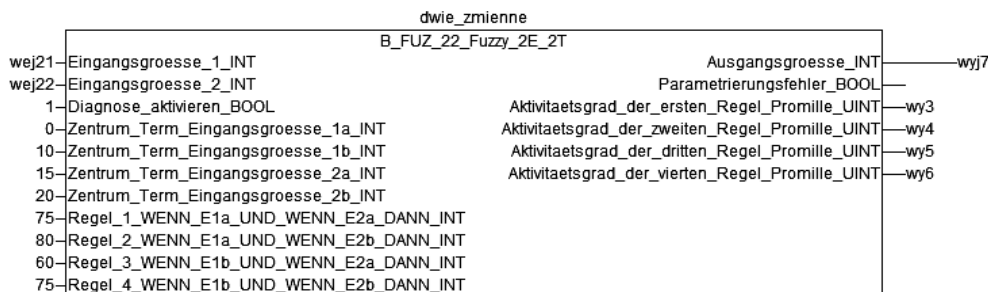 dwie_zmienne
B_FUZ_22_Fuzzy_2E_2T
wej21 Eingangsgroesse_1_INT Ausgangsgroesse_INT wyj7
wej22 Eingangsgroesse_2_INT Parametrierungsfehler_BOOL
1 Diagnose_aktivieren_BOOL Aktivitaetsgrad_der_ersten_Regel_Promille_UINT wy3
0 Zentrum_Term_Eingangsgroesse_1a_INT Aktivitaetsgrad_der_zweiten_Regel_Promille_UINT wy4
10 Zentrum_Term_Eingangsgroesse_1b_INT Aktivitaetsgrad_der_dritten_Regel_Promille_UINT wy5
15 Zentrum_Term_Eingangsgroesse_2a_INT Aktivitaetsgrad_der_vierten_Regel_Promille_UINT wy6
20 Zentrum_Term_Eingangsgroesse_2b_INT
75 Regel_1_WENN_E1a_UND_WENN_E2a_DANN_INT
80 Regel_2_WENN_E1a_UND_WENN_E2b_DANN_INT
60 Regel_3_WENN_E1b_UND_WENN_E2a_DANN_INT
75 Regel_4_WENN_E1b_UND_WENN_E2b_DANN_INT